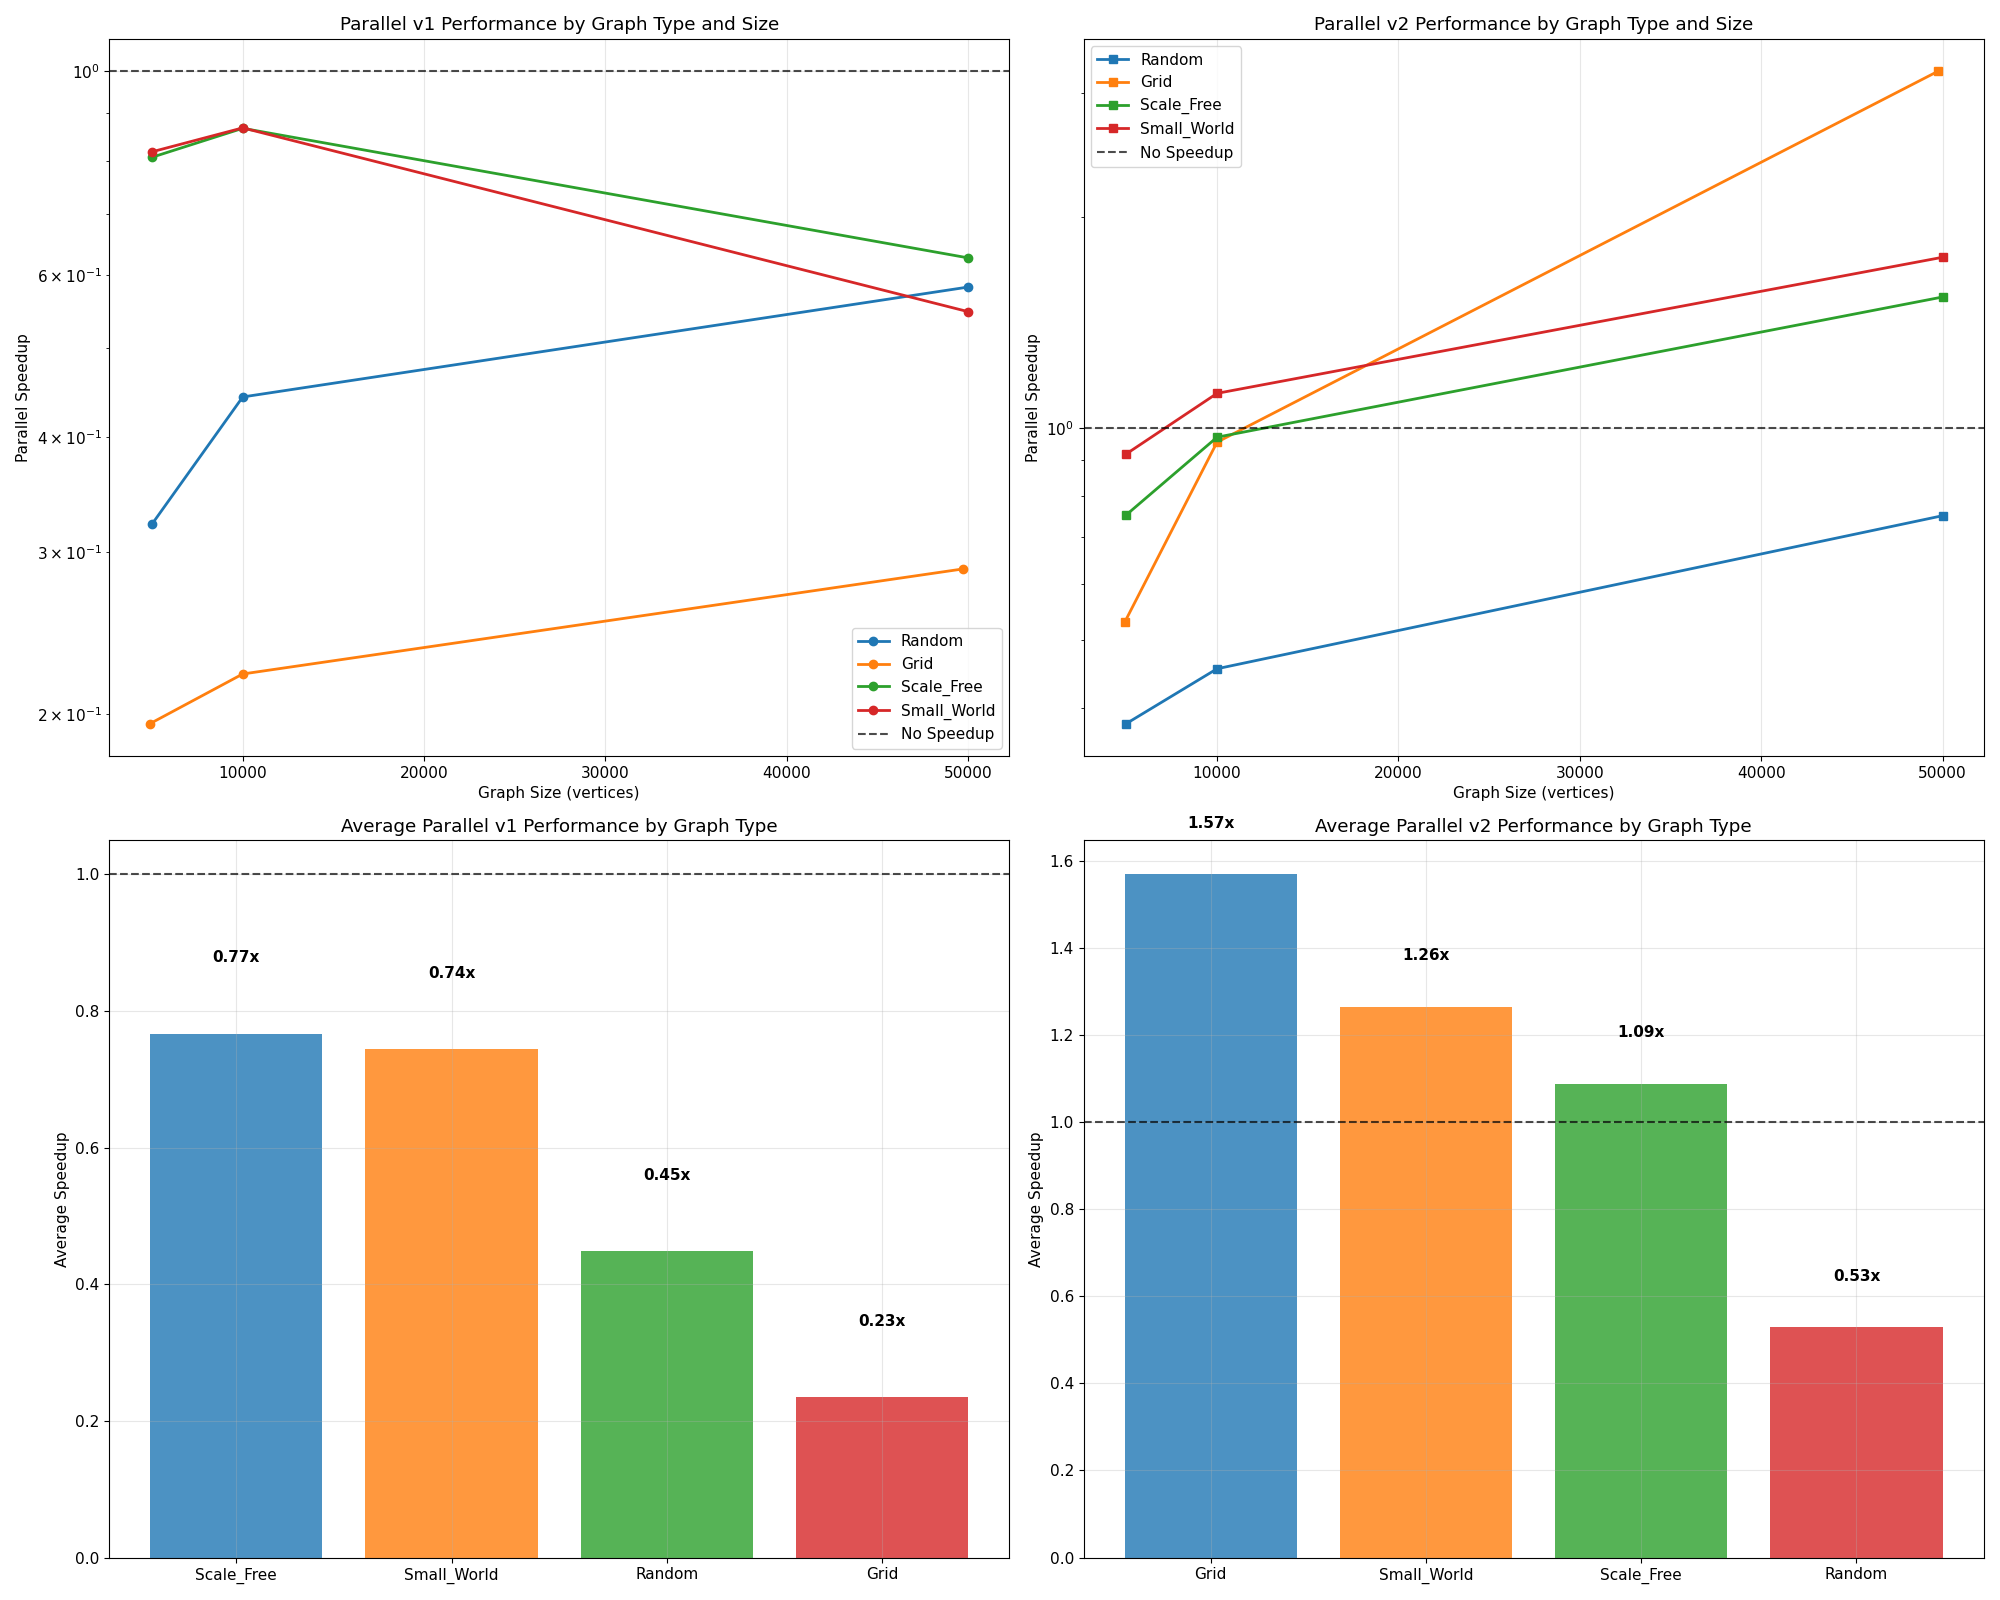 Parallel v1 Performance by Graph Type and Size
10⁰
6 × 10⁻¹
4 × 10⁻¹
3 × 10⁻¹
2 × 10⁻¹
Parallel Speedup
Random
Grid
Scale_Free
Small_World
No Speedup
10000 20000 30000 40000 50000
Graph Size (vertices)
Parallel v2 Performance by Graph Type and Size
Random
Grid
Scale_Free
Small_World
No Speedup
10⁰
Parallel Speedup
10000 20000 30000 40000 50000
Graph Size (vertices)
Average Parallel v1 Performance by Graph Type
1.0
0.8
0.6
0.4
0.2
0.0
Average Speedup
0.77x
0.74x
0.45x
0.23x
Scale_Free Small_World Random Grid
Average Parallel v2 Performance by Graph Type
1.6
1.4
1.2
1.0
0.8
0.6
0.4
0.2
0.0
Average Speedup
1.57x
1.26x
1.09x
0.53x
Grid Small_World Scale_Free Random